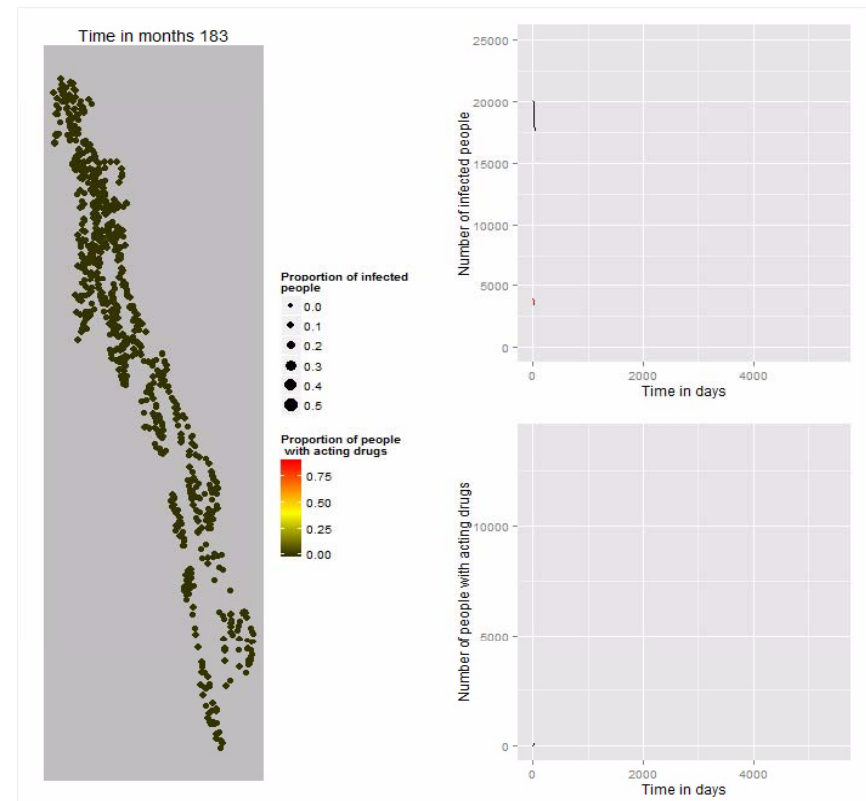 Time in months 183
Proportion of infected
people
0.0
0.1
0.2
0.3
0.4
0.5
Proportion of people
with acting drugs
0.75
0.50
0.25
0.00
Number of infected people
25000
20000
15000
10000
5000
0
0 2000 4000
Time in days
Number of people with acting drugs
10000
5000
0
0 2000 4000
Time in days